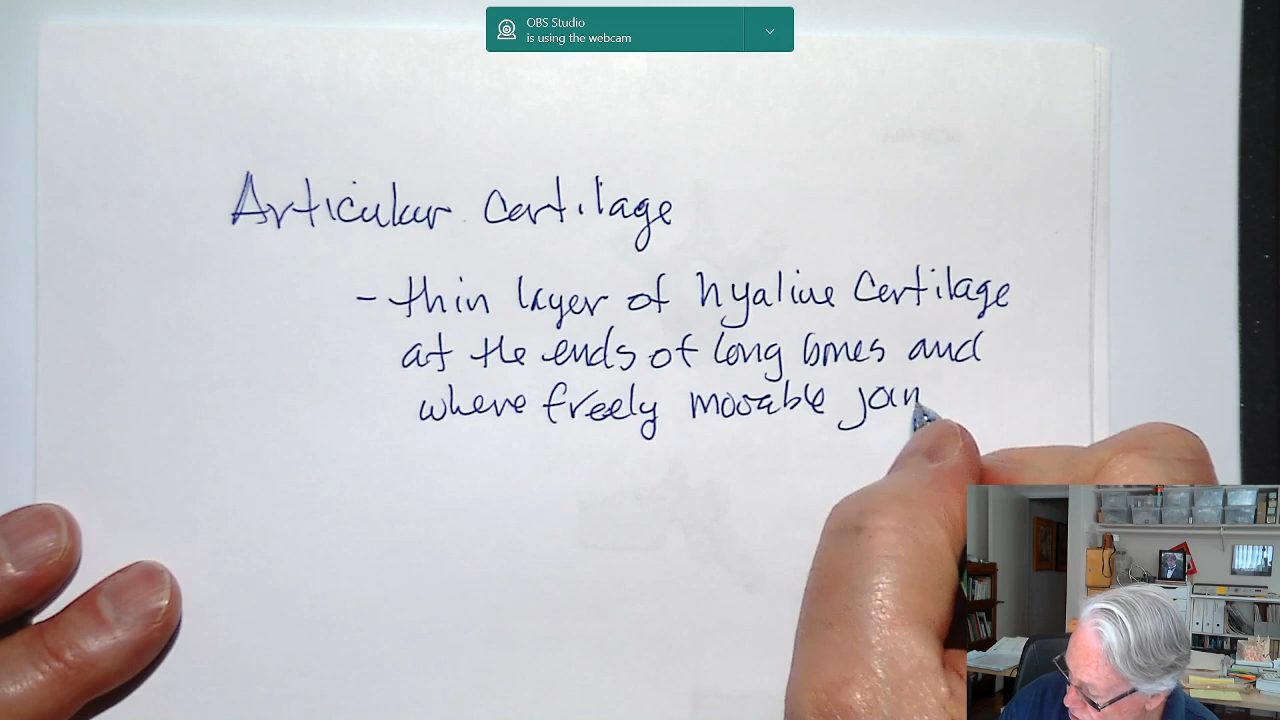 OBS Studio
is using the webcam
Articular Cartilage
- thin layer of hyaline Cartilage
at the ends of long bones and
where freely movable join